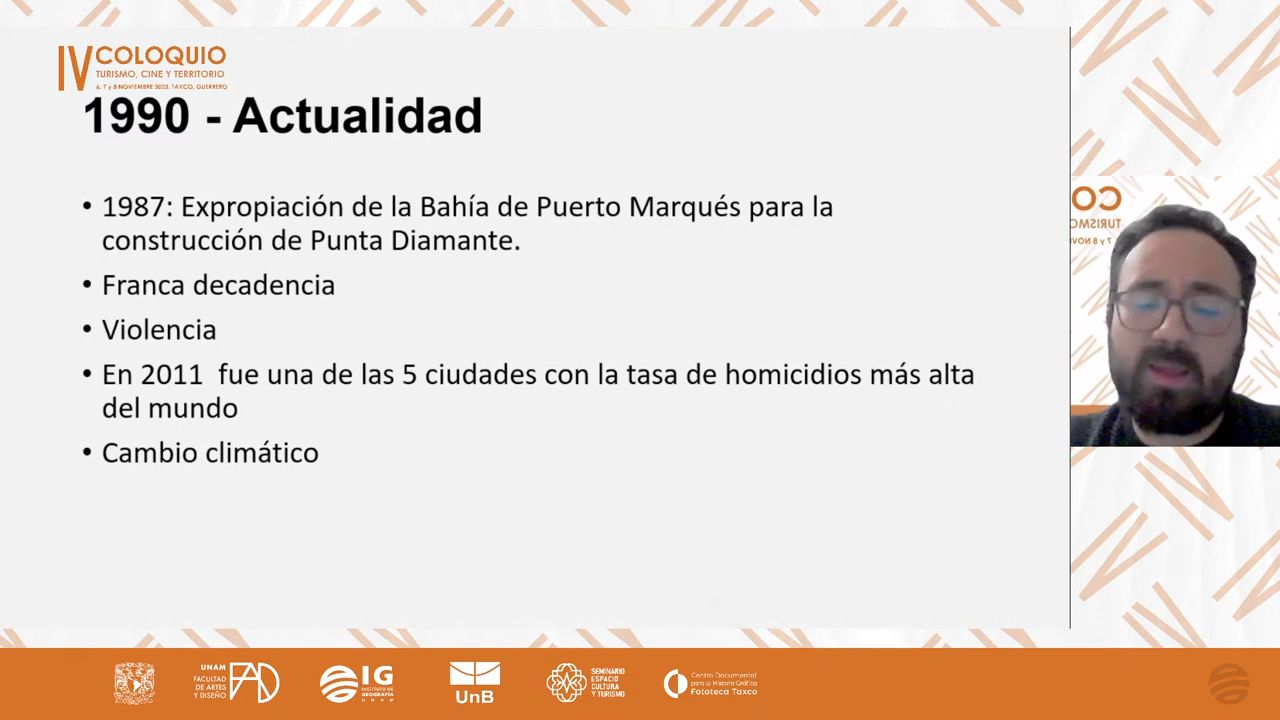 IV COLOQUIO
TURISMO, CINE Y TERRITORIO
6, 7 y 8 NOVIEMBRE 2023. TAXCO, GUERRERO
1990 - Actualidad
• 1987: Expropiación de la Bahía de Puerto Marqués para la
construcción de Punta Diamante.
• Franca decadencia
• Violencia
• En 2011  fue una de las 5 ciudades con la tasa de homicidios más alta
del mundo
• Cambio climático
CO
TURISMO
UNAM
FACULTAD
DE ARTES
Y DISEÑO
FAD
IG
INSTITUTO DE
GEOGRAFÍA
UNAM
UnB
SEMINARIO
ESPACIO
CULTURA
Y TURISMO
Centro Documental
para la Historia Gráfica
Fototeca Taxco